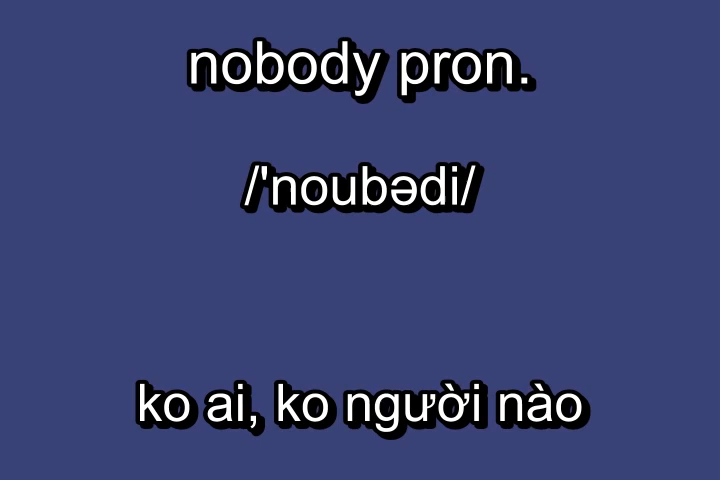 nobody pron.
/'noubədi/
ko ai, ko người nào